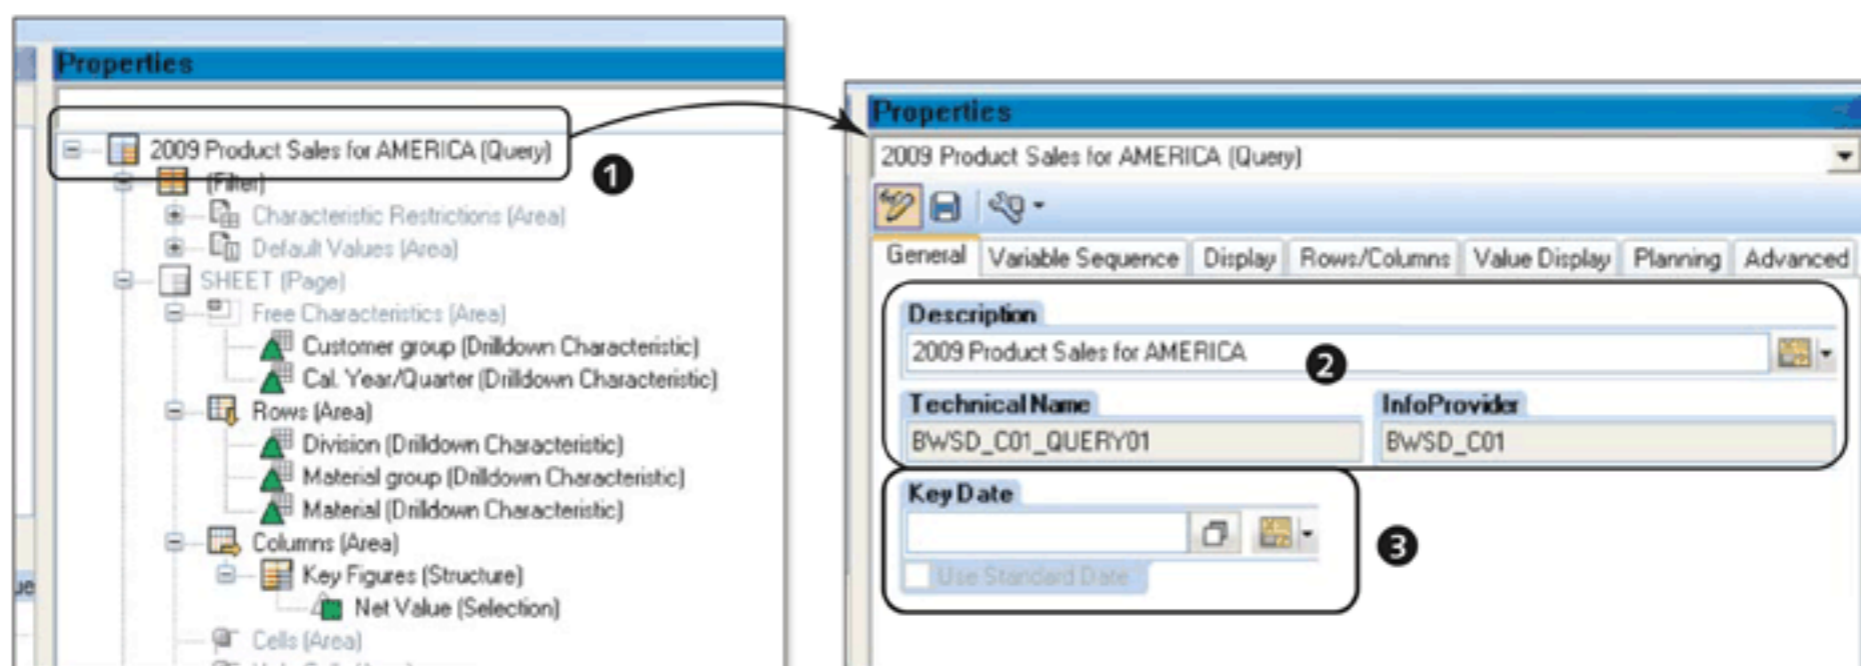 Properties
2009 Product Sales for AMERICA (Query)
(Filter)
Characteristic Restrictions (Area)
Default Values (Area)
SHEET (Page)
Free Characteristics (Area)
Customer group (Drilldown Characteristic)
Cal. Year/Quarter (Drilldown Characteristic)
Rows (Area)
Division (Drilldown Characteristic)
Material group (Drilldown Characteristic)
Material (Drilldown Characteristic)
Columns (Area)
Key Figures (Structure)
Net Value (Selection)
Cells (Area)
ue
1
Properties
2009 Product Sales for AMERICA (Query)
General Variable Sequence Display Rows/Columns Value Display Planning Advanced
Description
2009 Product Sales for AMERICA
2
Technical Name InfoProvider
BWSD_C01_QUERY01 BWSD_C01
Key Date
3
Use Standard Date